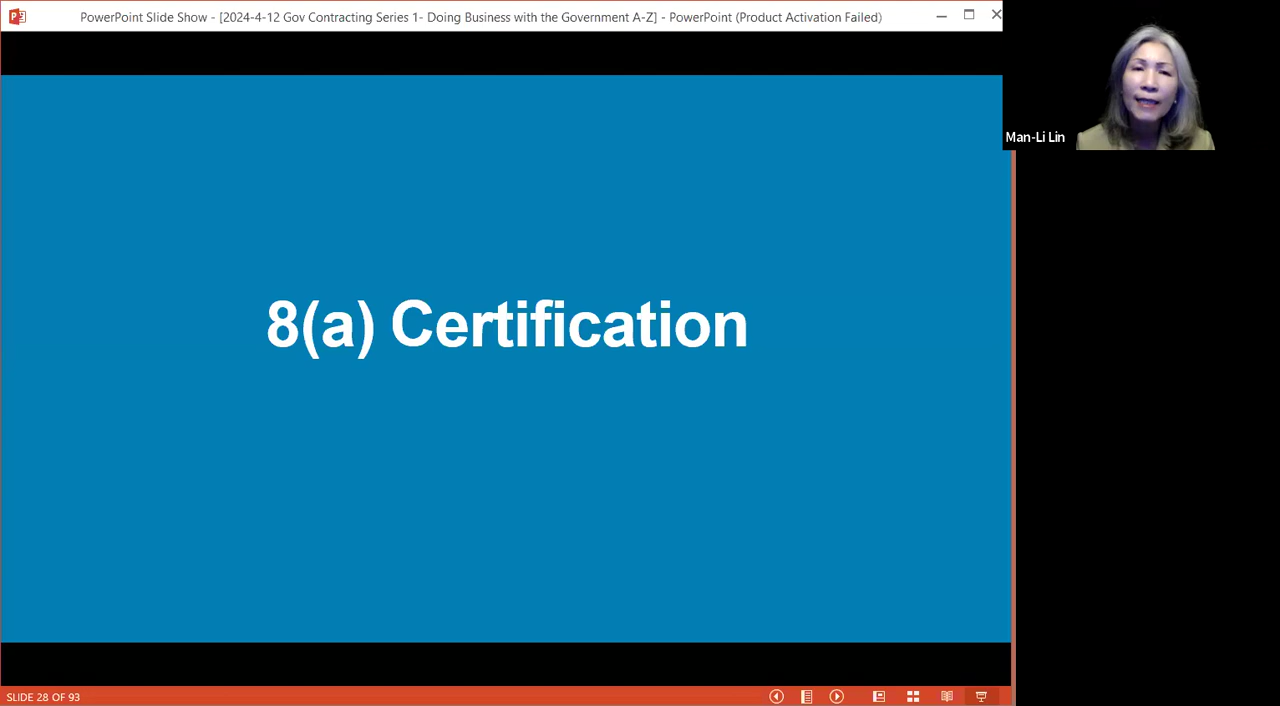 PowerPoint Slide Show - [2024-4-12 Gov Contracting Series 1- Doing Business with the Government A-Z] - PowerPoint (Product Activation Failed)
Man-Li Lin
8(a) Certification
SLIDE 28 OF 93